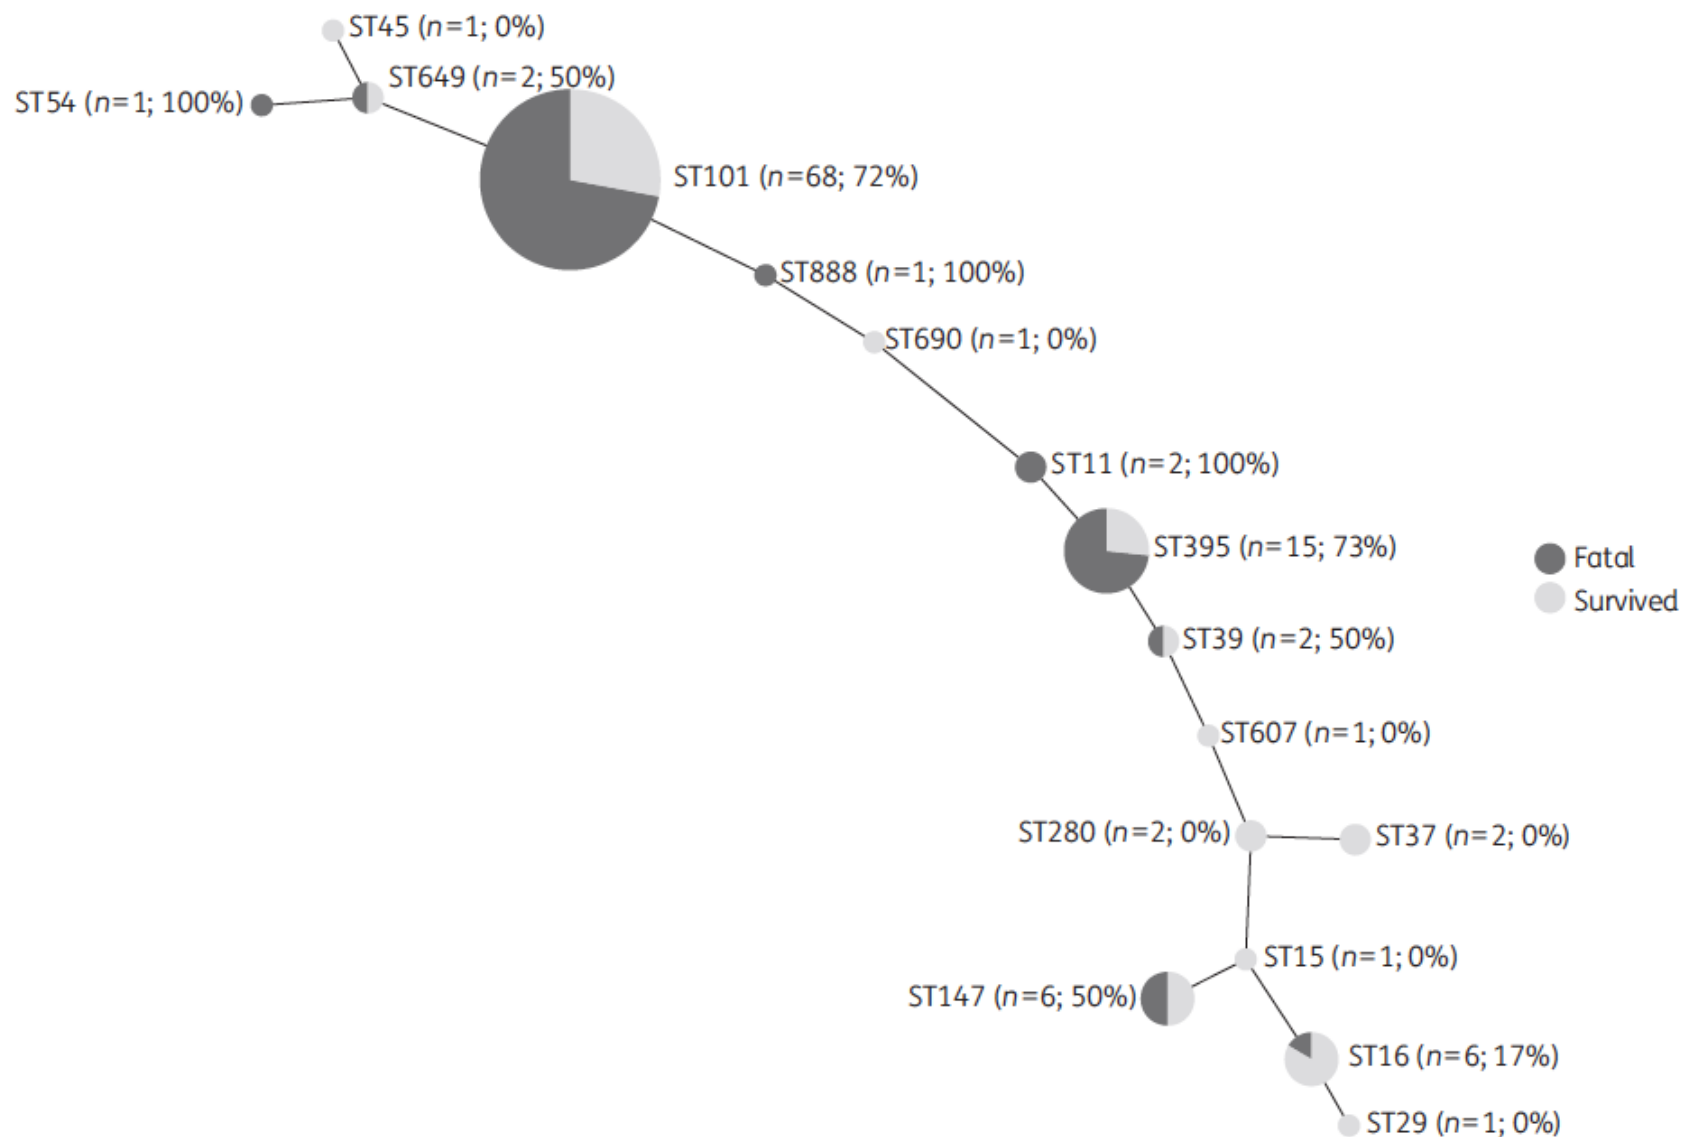 ST45 (n=1; 0%)
ST649 (n=2; 50%)
ST54 (n=1; 100%)
ST101 (n=68; 72%)
ST888 (n=1; 100%)
ST690 (n=1; 0%)
ST11 (n=2; 100%)
ST395 (n=15; 73%)
Fatal
Survived
ST39 (n=2; 50%)
ST607 (n=1; 0%)
ST280 (n=2; 0%)
ST37 (n=2; 0%)
ST15 (n=1; 0%)
ST147 (n=6; 50%)
ST16 (n=6; 17%)
ST29 (n=1; 0%)